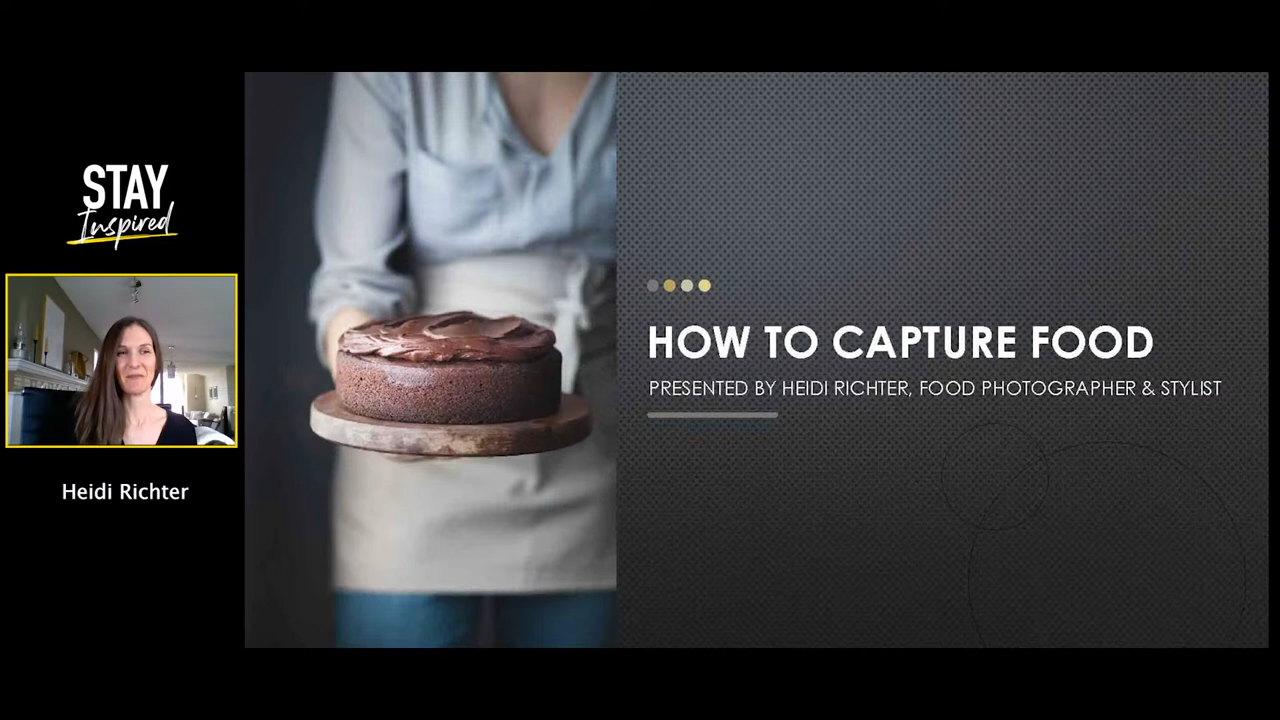 STAY
Inspired
Heidi Richter
HOW TO CAPTURE FOOD
PRESENTED BY HEIDI RICHTER, FOOD PHOTOGRAPHER & STYLIST